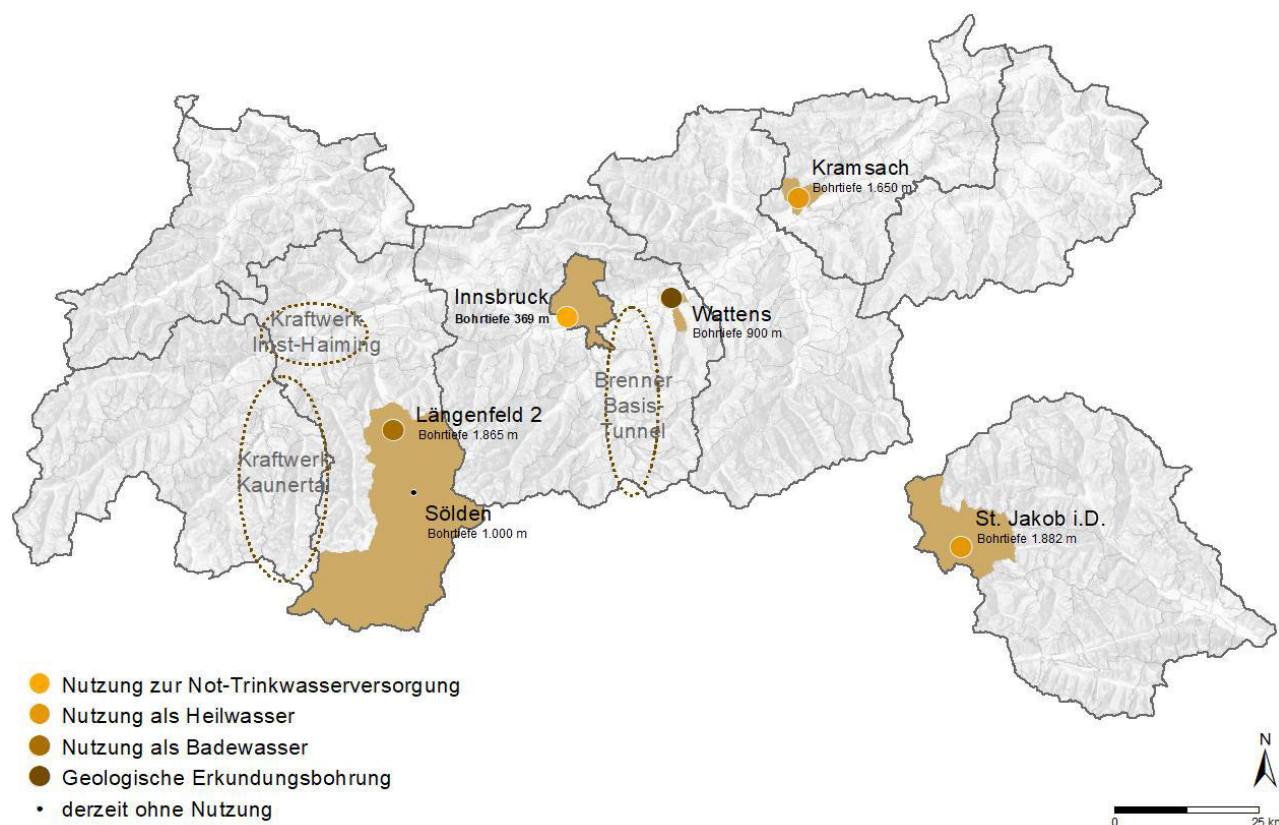 Kramsach
Bohrtiefe 1.650 m
Innsbruck
Bohrtiefe 369 m
Wattens
Bohrtiefe 900 m
Kraftwerk
Imst-Haiming
Brenner
Basis-
Tunnel
Längenfeld 2
Bohrtiefe 1.865 m
Kraftwerk
Kaunertal
Sölden
Bohrtiefe 1.000 m
St. Jakob i.D.
Bohrtiefe 1.882 m
Nutzung zur Not-Trinkwasserversorgung
Nutzung als Heilwasser
Nutzung als Badewasser
Geologische Erkundungsbohrung
derzeit ohne Nutzung
N
0 25 km